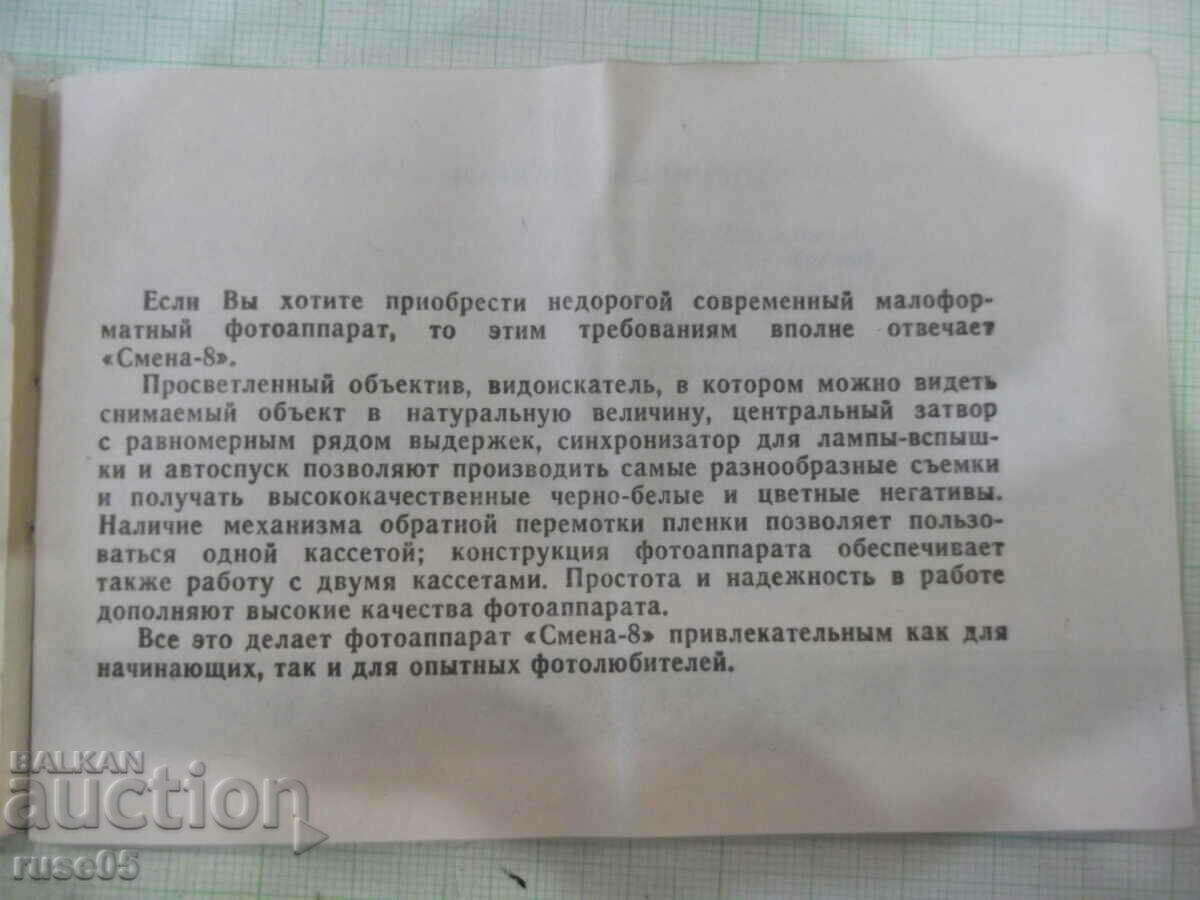 Если Вы хотите приобрести недорогой современный малофор-
матный фотоаппарат, то этим требованиям вполне отвечает
«Смена-8».
Просветленный объектив, видоискатель, в котором можно видеть
снимаемый объект в натуральную величину, центральный затвор
с равномерным рядом выдержек, синхронизатор для лампы-вспыш-
ки и автоспуск позволяют производить самые разнообразные съемки
и получать высококачественные черно-белые и цветные негативы.
Наличие механизма обратной перемотки пленки позволяет пользо-
ваться одной кассетой; конструкция фотоаппарата обеспечивает
также работу с двумя кассетами. Простота и надежность в работе
дополняют высокие качества фотоаппарата.
Все это делает фотоаппарат «Смена-8» привлекательным как для
начинающих, так и для опытных фотолюбителей.
BALKAN
auction
ruse05